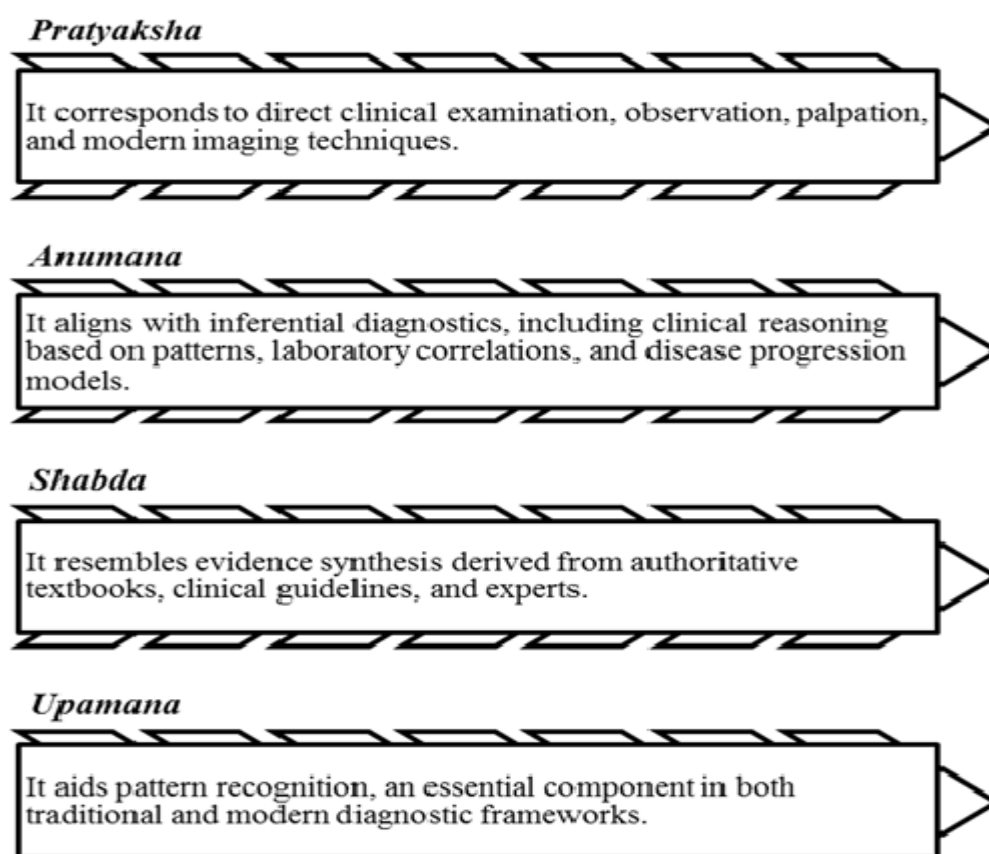 Pratyaksha
It corresponds to direct clinical examination, observation, palpation,
and modern imaging techniques.
Anumana
It aligns with inferential diagnostics, including clinical reasoning
based on patterns, laboratory correlations, and disease progression
models.
Shabda
It resembles evidence synthesis derived from authoritative
textbooks, clinical guidelines, and experts.
Upamana
It aids pattern recognition, an essential component in both
traditional and modern diagnostic frameworks.